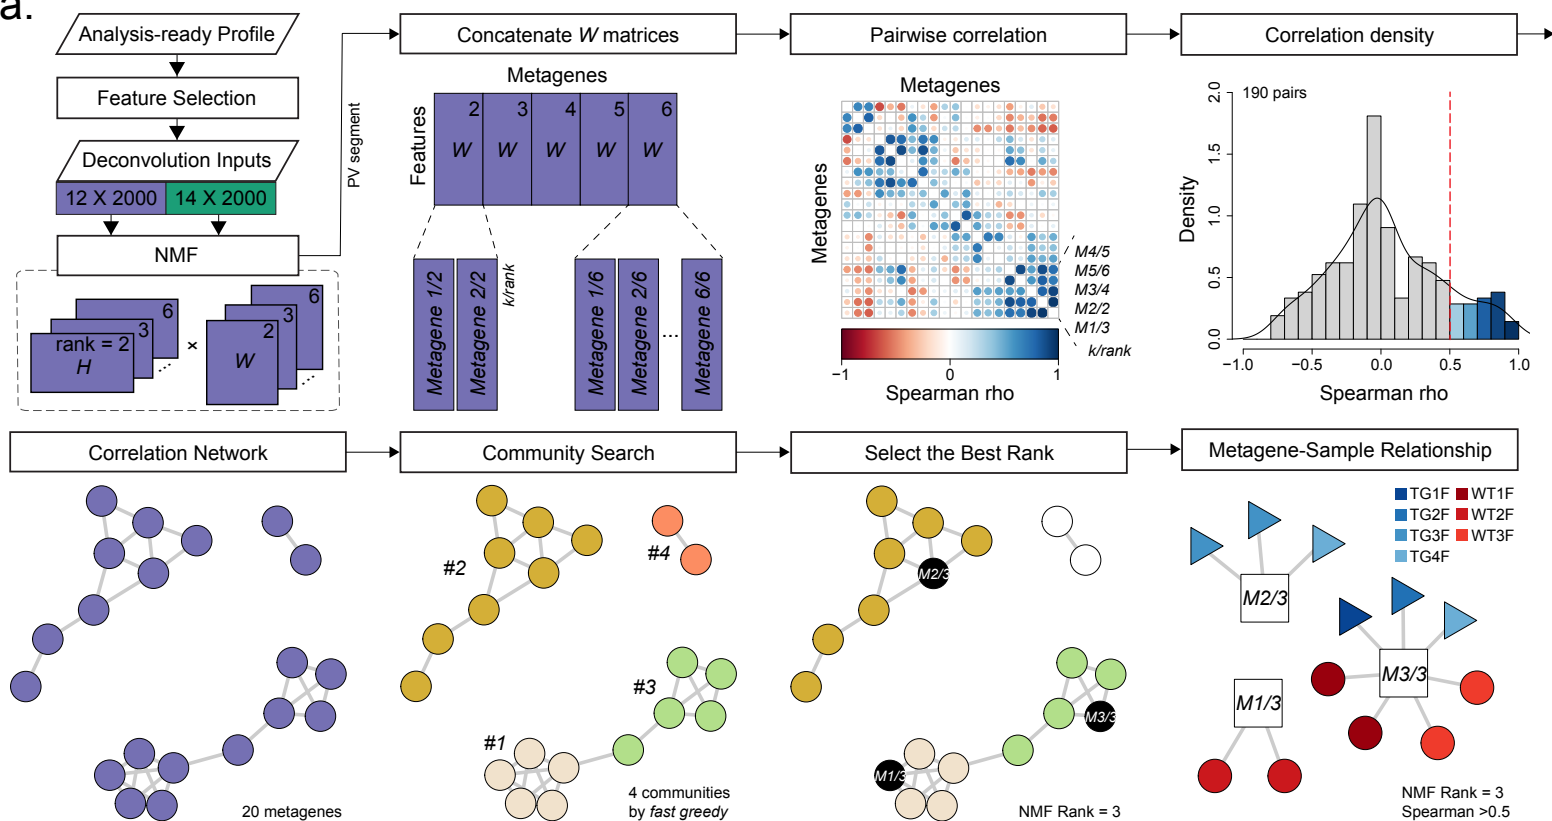 a.
Analysis-ready Profile
Feature Selection
Deconvolution Inputs
12 X 2000
14 X 2000
NMF
6
3
rank = 2
H
×
6
3
2
W
...
...
PV segment
Concatenate W matrices
Metagenes
Features
2 3 4 5 6
W W W W W
Metagene 1/2
Metagene 2/2
k/rank
Metagene 1/6
Metagene 2/6
...
Metagene 6/6
Pairwise correlation
Metagenes
Metagenes
M4/5
M5/6
M3/4
M2/2
M1/3
k/rank
−1 0 0.5 1
Spearman rho
Correlation density
190 pairs
Density
2.0
1.5
1.0
0.5
0.0
−1.0 −0.5 0.0 0.5 1.0
Spearman rho
Correlation Network
20 metagenes
Community Search
#2
#4
#3
#1
4 communities
by fast greedy
Select the Best Rank
M2/3
M3/3
M1/3
NMF Rank = 3
Metagene-Sample Relationship
TG1F WT1F
TG2F WT2F
TG3F WT3F
TG4F
M2/3
M3/3
M1/3
NMF Rank = 3
Spearman >0.5